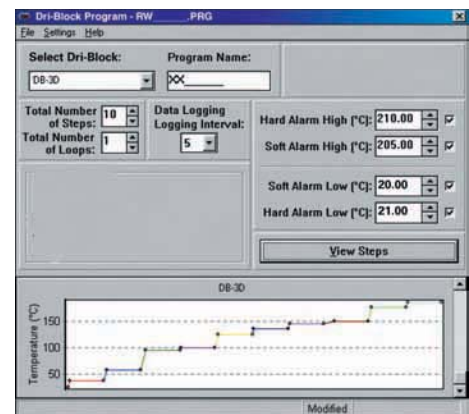 Dri-Block Program - RW______.PRG
File Settings Help
Select Dri-Block:
Program Name:
DB-3D
XX______
Total Number of Steps: 10
Total Number of Loops: 1
Data Logging
Logging Interval:
5
Hard Alarm High (°C): 210.00
Soft Alarm High (°C): 205.00
Soft Alarm Low (°C): 20.00
Hard Alarm Low (°C): 21.00
View Steps
DB-3D
Temperature (°C)
150
100
50
Modified